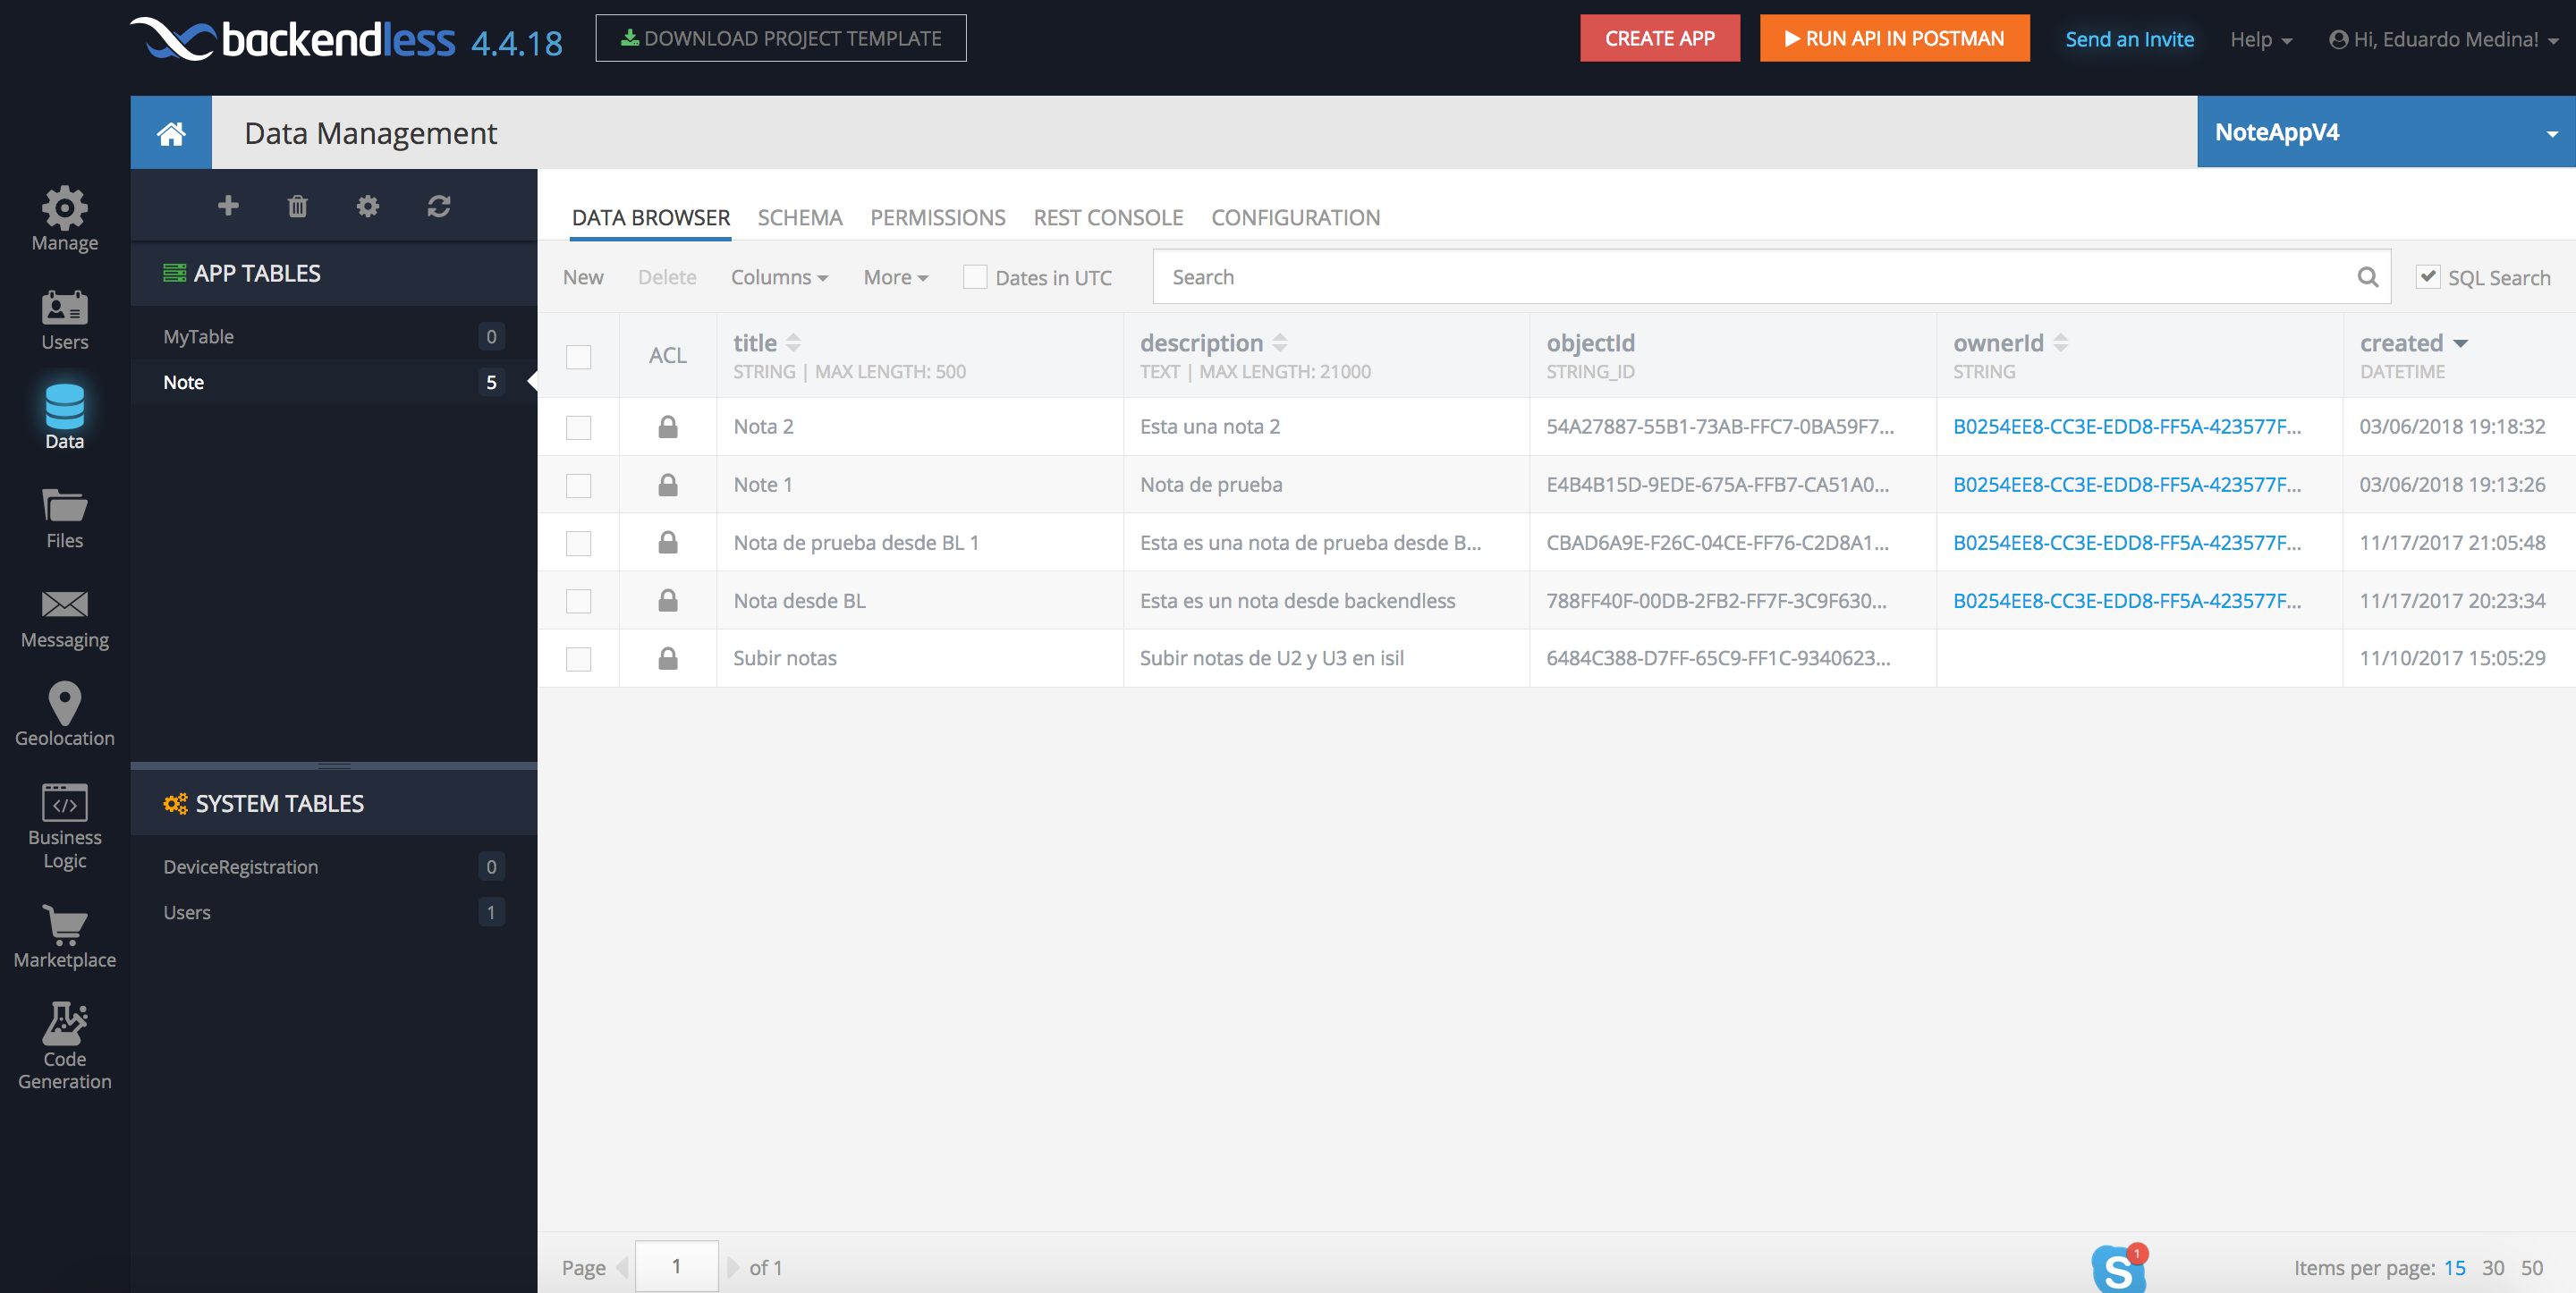 backendless 4.4.18
DOWNLOAD PROJECT TEMPLATE
CREATE APP
RUN API IN POSTMAN
Send an Invite
Help
Hi, Eduardo Medina!
Data Management
NoteAppV4
Manage
Users
Data
Files
Messaging
Geolocation
Business
Logic
Marketplace
Code
Generation
APP TABLES
MyTable 0
Note 5
SYSTEM TABLES
DeviceRegistration 0
Users 1
DATA BROWSER SCHEMA PERMISSIONS REST CONSOLE CONFIGURATION
New Delete Columns More Dates in UTC Search SQL Search
ACL title description objectId ownerId created
STRING | MAX LENGTH: 500 TEXT | MAX LENGTH: 21000 STRING_ID STRING DATETIME
Nota 2 Esta una nota 2 54A27887-55B1-73AB-FFC7-0BA59F7... B0254EE8-CC3E-EDD8-FF5A-423577F... 03/06/2018 19:18:32
Note 1 Nota de prueba E4B4B15D-9EDE-675A-FFB7-CA51A0... B0254EE8-CC3E-EDD8-FF5A-423577F... 03/06/2018 19:13:26
Nota de prueba desde BL 1 Esta es una nota de prueba desde B... CBAD6A9E-F26C-04CE-FF76-C2D8A1... B0254EE8-CC3E-EDD8-FF5A-423577F... 11/17/2017 21:05:48
Nota desde BL Esta es un nota desde backendless 788FF40F-00DB-2FB2-FF7F-3C9F630... B0254EE8-CC3E-EDD8-FF5A-423577F... 11/17/2017 20:23:34
Subir notas Subir notas de U2 y U3 en isil 6484C388-D7FF-65C9-FF1C-9340623... 11/10/2017 15:05:29
Page 1 of 1
S 1
Items per page: 15 30 50